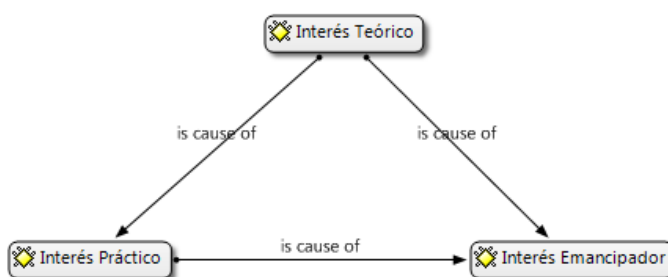 Interés Teórico
is cause of
is cause of
Interés Práctico
is cause of
Interés Emancipador